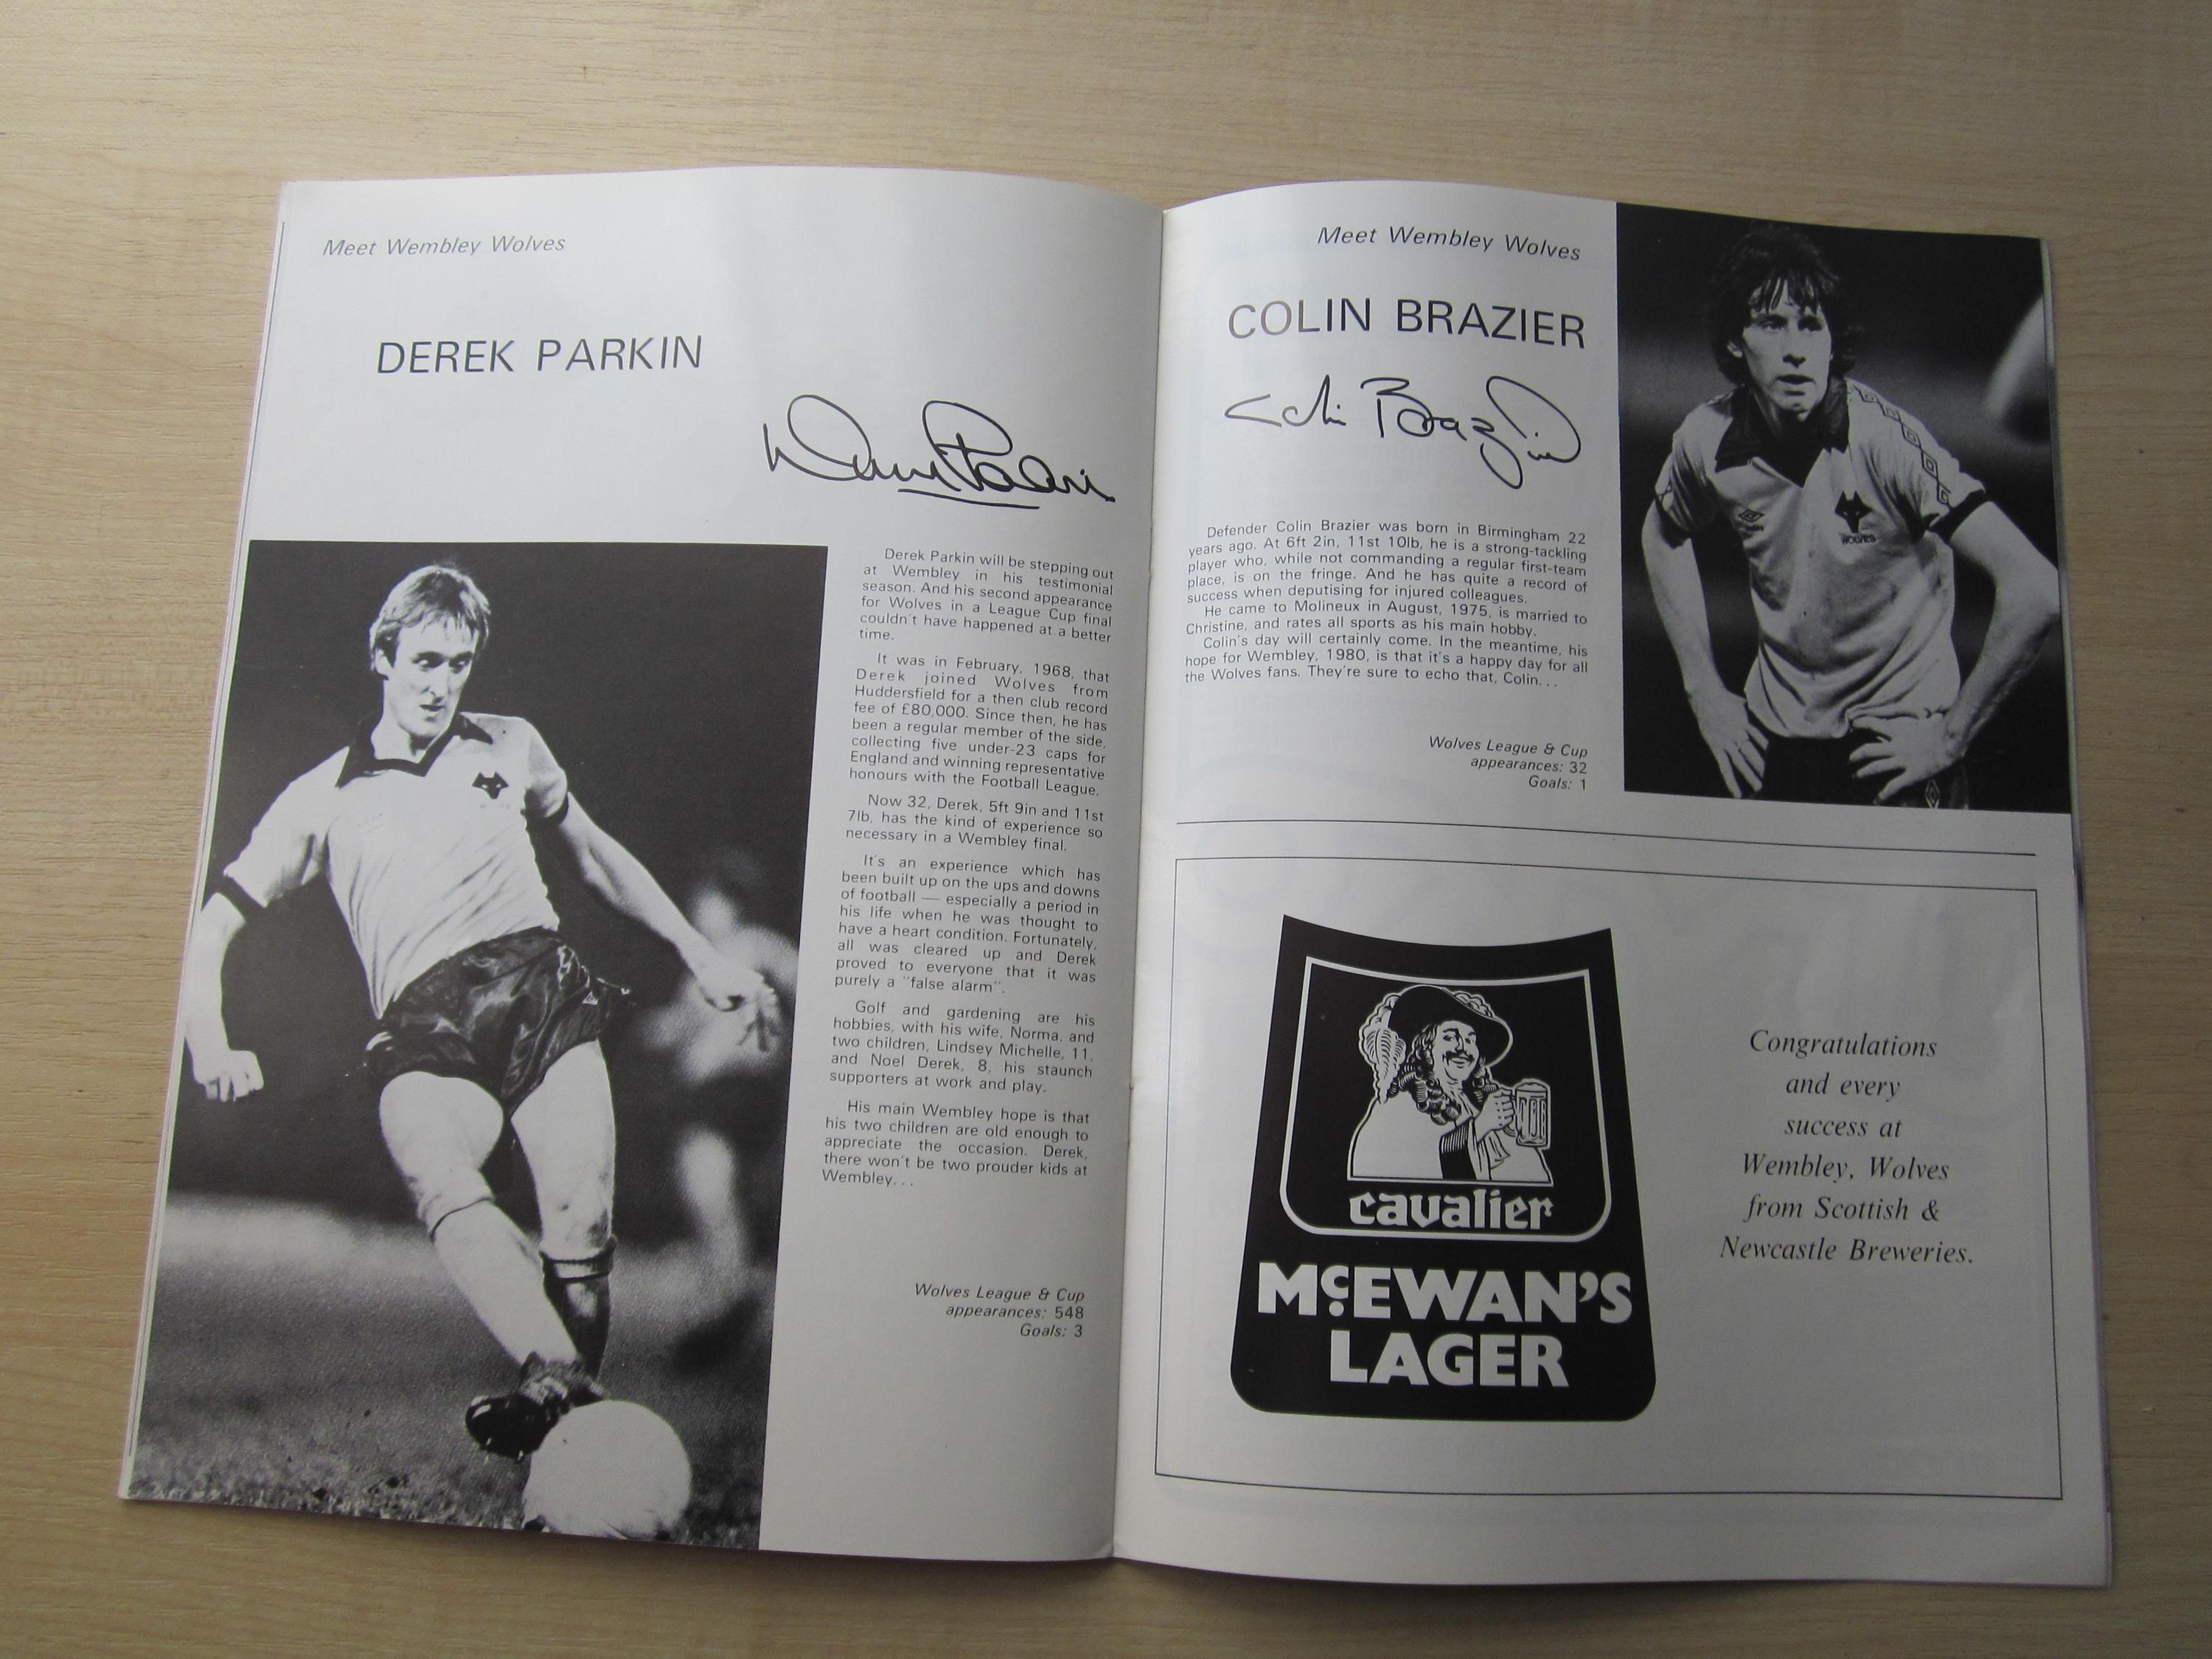 Meet Wembley Wolves
DEREK PARKIN
Derek Parkin will be stepping out
at Wembley in his testimonial
season. And his second appearance
for Wolves in a League Cup final
couldn't have happened at a better
time.
It was in February, 1968, that
Derek joined Wolves from
Huddersfield for a then club record
fee of £80,000. Since then, he has
been a regular member of the side,
collecting five under-23 caps for
England and winning representative
honours with the Football League.
Now 32, Derek, 5ft 9in and 11st
7lb, has the kind of experience so
necessary in a Wembley final.
It's an experience which has
been built up on the ups and downs
of football — especially a period in
his life when he was thought to
have a heart condition. Fortunately,
all was cleared up and Derek
proved to everyone that it was
purely a "false alarm".
Golf and gardening are his
hobbies, with his wife, Norma, and
two children, Lindsey Michelle, 11,
and Noel Derek, 8, his staunch
supporters at work and play.
His main Wembley hope is that
his two children are old enough to
appreciate the occasion. Derek,
there won't be two prouder kids at
Wembley...
Wolves League & Cup
appearances: 548
Goals: 3
Meet Wembley Wolves
COLIN BRAZIER
Colin Brazier
Defender Colin Brazier was born in Birmingham 22
years ago. At 6ft 2in, 11st 10lb, he is a strong-tackling
player who, while not commanding a regular first-team
place, is on the fringe. And he has quite a record of
success when deputising for injured colleagues.
He came to Molineux in August, 1975, is married to
Christine, and rates all sports as his main hobby.
Colin's day will certainly come. In the meantime, his
hope for Wembley, 1980, is that it's a happy day for all
the Wolves fans. They're sure to echo that, Colin...
Wolves League & Cup
appearances: 32
Goals: 1
WOLVES
cavalier
McEWAN'S
LAGER
Congratulations
and every
success at
Wembley, Wolves
from Scottish &
Newcastle Breweries.